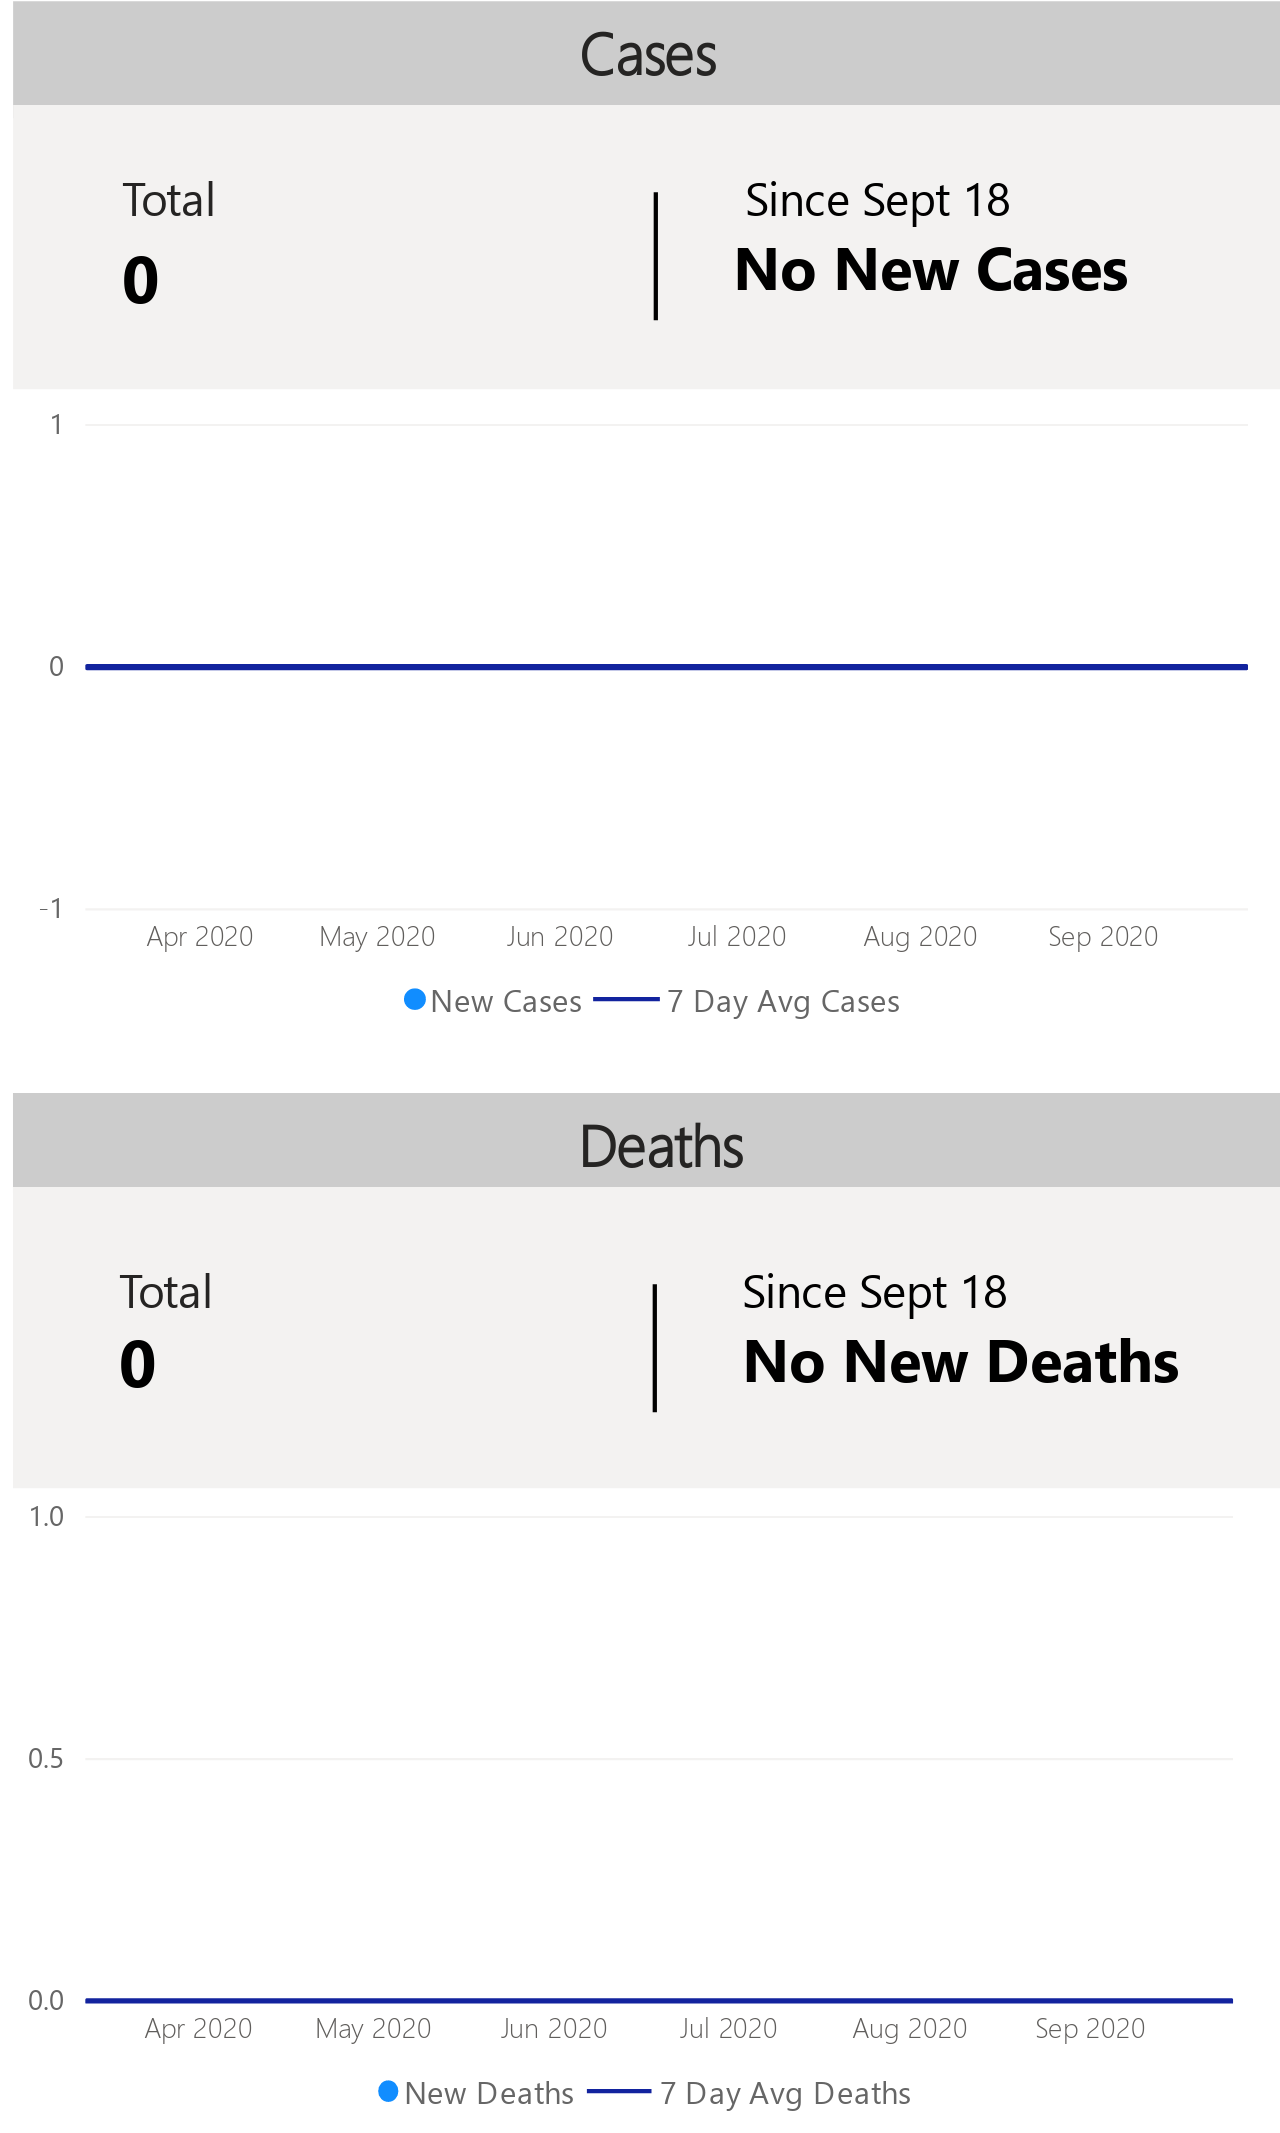 Cases
Total
0
Since Sept 18
No New Cases
1
0
-1
Apr 2020 May 2020 Jun 2020 Jul 2020 Aug 2020 Sep 2020
New Cases 7 Day Avg Cases
Deaths
Total
0
Since Sept 18
No New Deaths
1.0
0.5
0.0
Apr 2020 May 2020 Jun 2020 Jul 2020 Aug 2020 Sep 2020
New Deaths 7 Day Avg Deaths